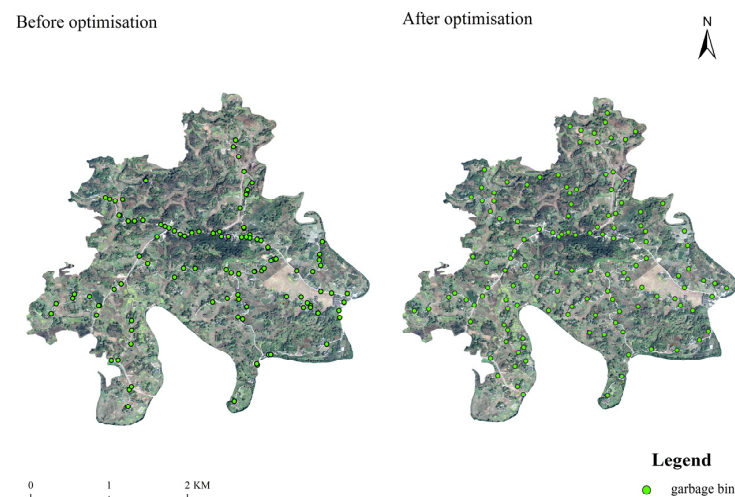 Before optimisation
After optimisation
N
0 1 2 KM
Legend
garbage bin